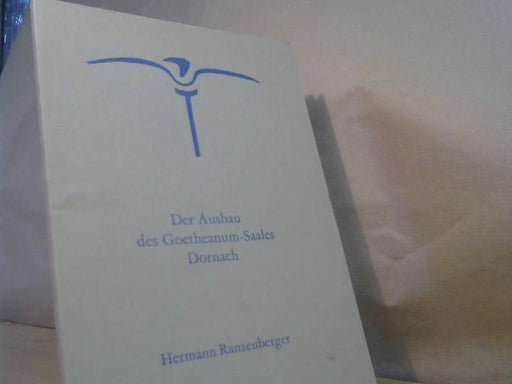 Der Ausbau
des Goetheanum-Saales
Dornach
Hermann Ranzenberger